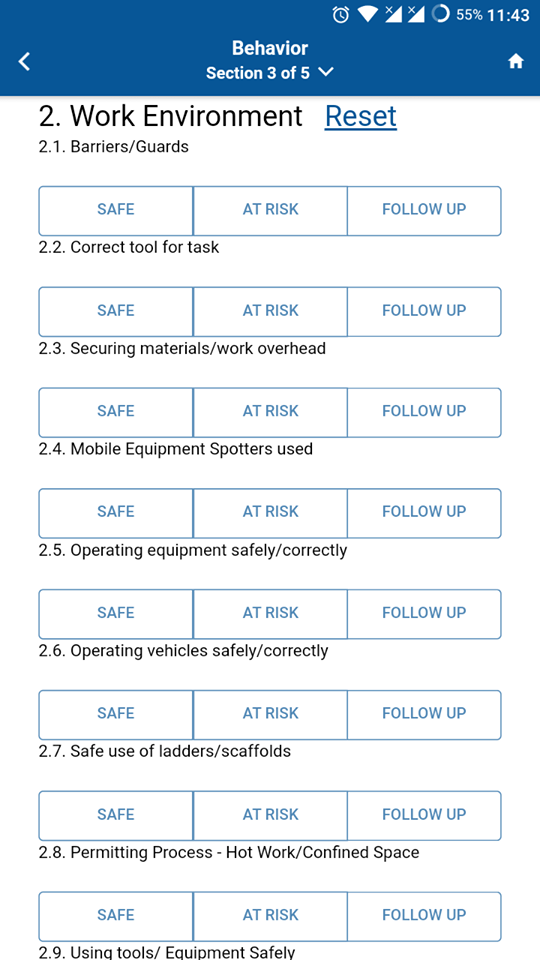 55% 11:43
Behavior
Section 3 of 5
2. Work Environment Reset
2.1. Barriers/Guards
SAFE AT RISK FOLLOW UP
2.2. Correct tool for task
SAFE AT RISK FOLLOW UP
2.3. Securing materials/work overhead
SAFE AT RISK FOLLOW UP
2.4. Mobile Equipment Spotters used
SAFE AT RISK FOLLOW UP
2.5. Operating equipment safely/correctly
SAFE AT RISK FOLLOW UP
2.6. Operating vehicles safely/correctly
SAFE AT RISK FOLLOW UP
2.7. Safe use of ladders/scaffolds
SAFE AT RISK FOLLOW UP
2.8. Permitting Process - Hot Work/Confined Space
SAFE AT RISK FOLLOW UP
2.9. Using tools/ Equipment Safely